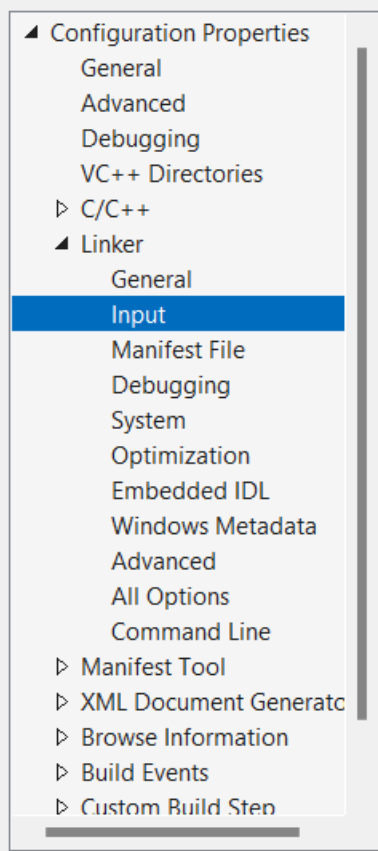 Configuration Properties
General
Advanced
Debugging
VC++ Directories
C/C++
Linker
General
Input
Manifest File
Debugging
System
Optimization
Embedded IDL
Windows Metadata
Advanced
All Options
Command Line
Manifest Tool
XML Document Generato
Browse Information
Build Events
Custom Build Step